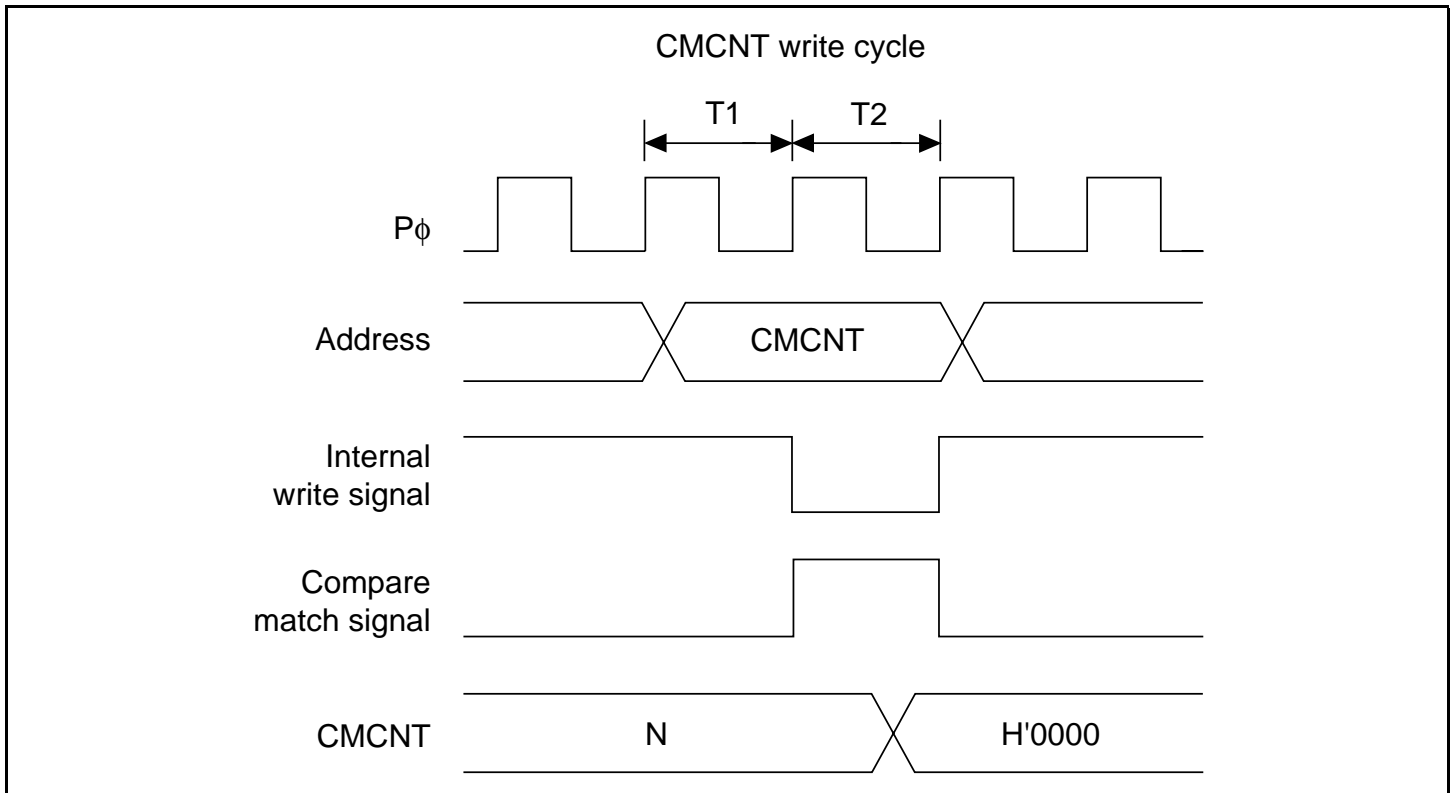 CMCNT write cycle
T1
T2
Pϕ
Address
CMCNT
Internal
write signal
Compare
match signal
CMCNT
N
H'0000